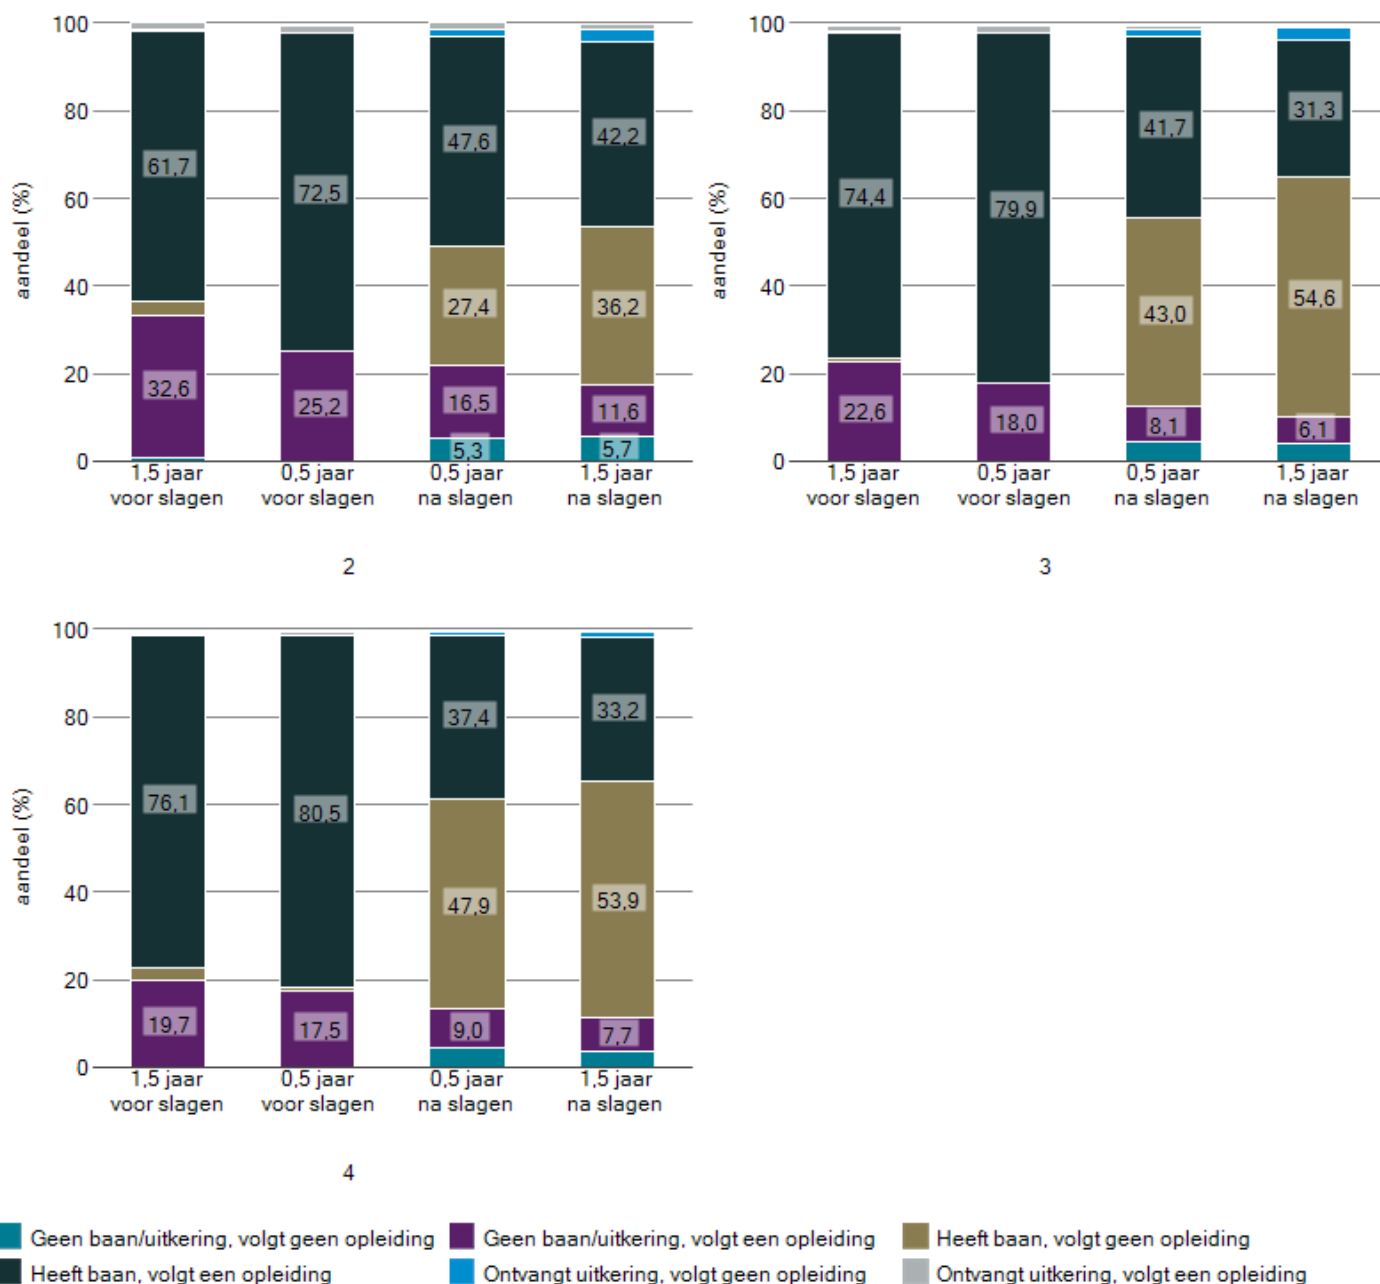 100
80
60
40
20
0
aandeel (%)
61,7
32,6
72,5
25,2
47,6
27,4
16,5
5,3
42,2
36,2
11,6
5,7
1,5 jaar voor slagen
0,5 jaar voor slagen
0,5 jaar na slagen
1,5 jaar na slagen
2
100
80
60
40
20
0
aandeel (%)
74,4
22,6
79,9
18,0
41,7
43,0
8,1
31,3
54,6
6,1
1,5 jaar voor slagen
0,5 jaar voor slagen
0,5 jaar na slagen
1,5 jaar na slagen
3
100
80
60
40
20
0
aandeel (%)
76,1
19,7
80,5
17,5
37,4
47,9
9,0
33,2
53,9
7,7
1,5 jaar voor slagen
0,5 jaar voor slagen
0,5 jaar na slagen
1,5 jaar na slagen
4
Geen baan/uitkering, volgt geen opleiding
Geen baan/uitkering, volgt een opleiding
Heeft baan, volgt geen opleiding
Heeft baan, volgt een opleiding
Ontvangt uitkering, volgt geen opleiding
Ontvangt uitkering, volgt een opleiding